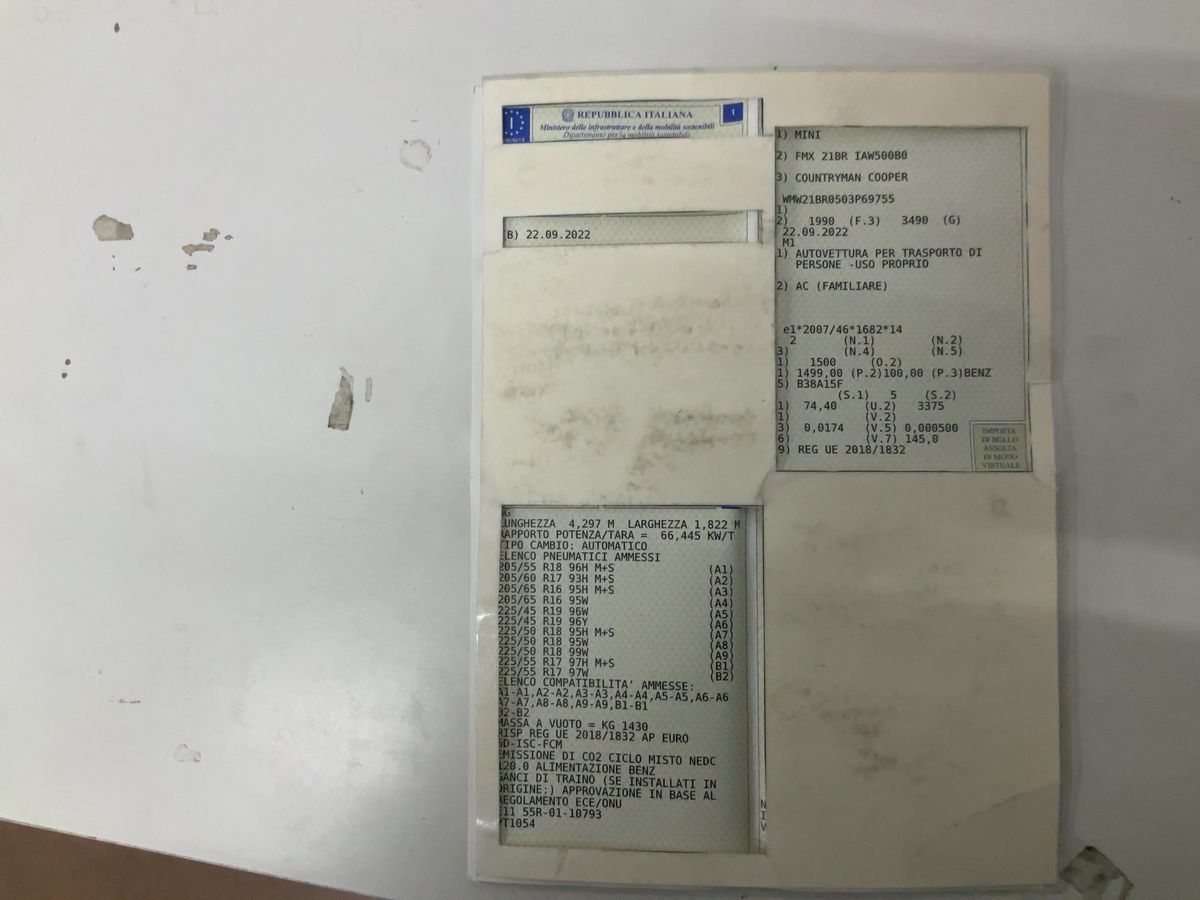 REPUBBLICA ITALIANA
1
Ministero delle infrastrutture e della mobilità sostenibili
Dipartimento per la mobilità sostenibile
I
B) 22.09.2022
1) MINI
2) FMX 21BR IAW500B0
3) COUNTRYMAN COOPER
WMW21BR0503P69755
1)
2) 1990 (F.3) 3490 (G)
22.09.2022
M1
1) AUTOVETTURA PER TRASPORTO DI
PERSONE -USO PROPRIO
2) AC (FAMILIARE)
e1*2007/46*1682*14
2 (N.1) (N.2)
3) (N.4) (N.5)
1) 1500 (O.2)
1) 1499,00 (P.2)100,00 (P.3)BENZ
5) B38A15F
(S.1) 5 (S.2)
1) 74,40 (U.2) 3375
1) (V.2)
3) 0,0174 (V.5) 0,000500
6) (V.7) 145,0
9) REG UE 2018/1832
IMPOSTA
DI BOLLO
ASSOLTA
IN MODO
VIRTUALE
KG
LUNGHEZZA 4,297 M LARGHEZZA 1,822 M
RAPPORTO POTENZA/TARA = 66,445 KW/T
TIPO CAMBIO: AUTOMATICO
ELENCO PNEUMATICI AMMESSI
205/55 R18 96H M+S (A1)
205/60 R17 93H M+S (A2)
205/65 R16 95H M+S (A3)
205/65 R16 95W (A4)
225/45 R19 96W (A5)
225/45 R19 96Y (A6)
225/50 R18 95H M+S (A7)
225/50 R18 95W (A8)
225/50 R18 99W (A9)
225/55 R17 97H M+S (B1)
225/55 R17 97W (B2)
ELENCO COMPATIBILITA' AMMESSE:
A1-A1,A2-A2,A3-A3,A4-A4,A5-A5,A6-A6
A7-A7,A8-A8,A9-A9,B1-B1
B2-B2
MASSA A VUOTO = KG 1430
RISP REG UE 2018/1832 AP EURO
6D-ISC-FCM
EMISSIONE DI CO2 CICLO MISTO NEDC
120.0 ALIMENTAZIONE BENZ
GANCI DI TRAINO (SE INSTALLATI IN
ORIGINE:) APPROVAZIONE IN BASE AL
REGOLAMENTO ECE/ONU
E11 55R-01-10793
PT1054
N
I
V